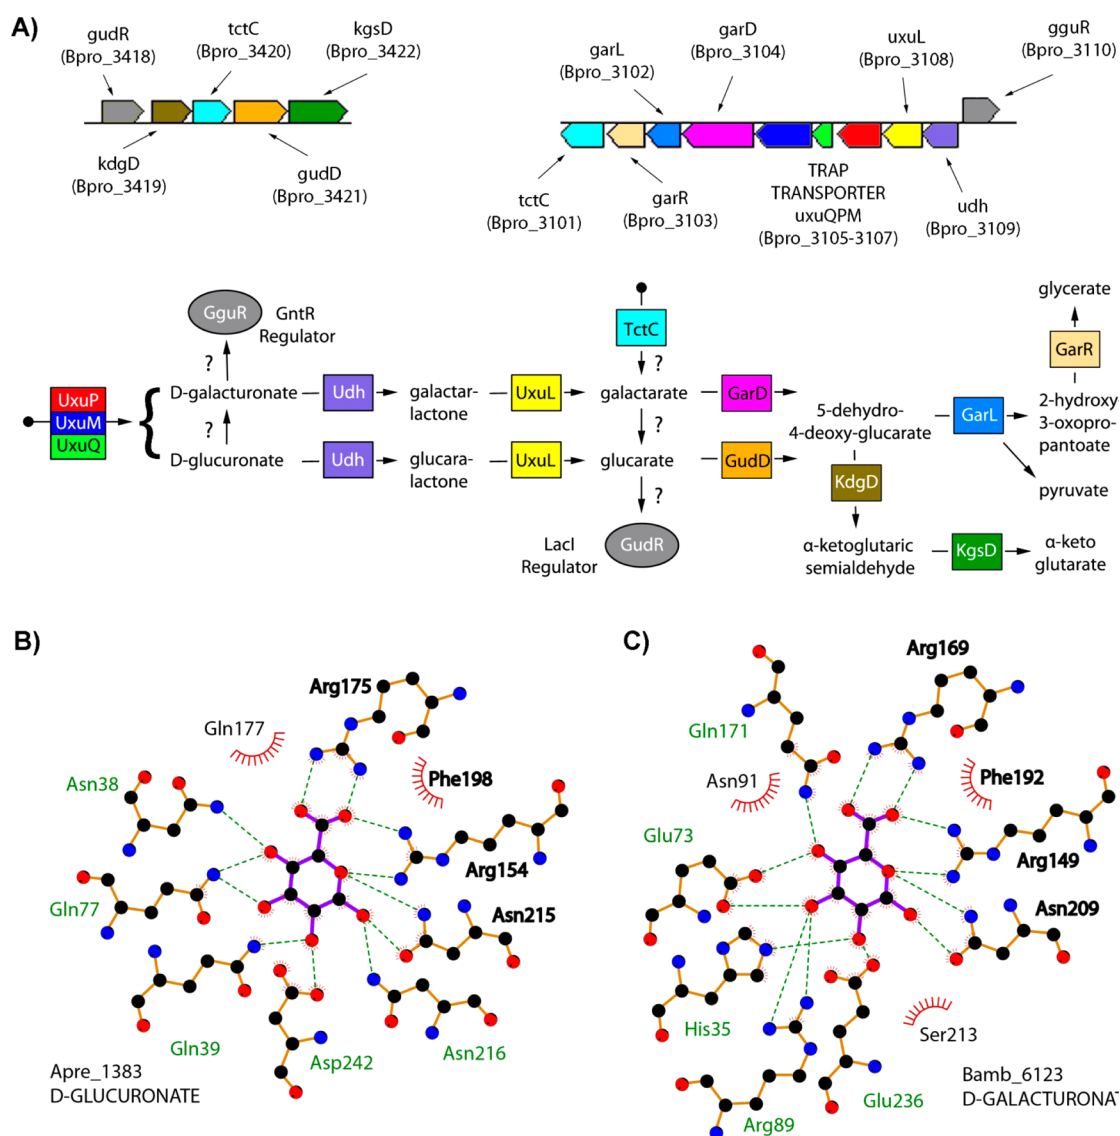 A)
gudR
(Bpro_3418)
tctC
(Bpro_3420)
kgsD
(Bpro_3422)
kdgD
(Bpro_3419)
gudD
(Bpro_3421)
garL
(Bpro_3102)
garD
(Bpro_3104)
uxuL
(Bpro_3108)
gguR
(Bpro_3110)
tctC
(Bpro_3101)
garR
(Bpro_3103)
TRAP
TRANSPORTER
uxuQPM
(Bpro_3105-3107)
udh
(Bpro_3109)
GguR
GntR
Regulator
?
TctC
?
glycerate
GarR
UxuP
UxuM
UxuQ
{
D-galacturonate
Udh
galactar-
lactone
UxuL
galactarate
GarD
?
?
5-dehydro-
4-deoxy-glucarate
GarL
2-hydroxy
3-oxopro-
pantoate
D-glucuronate
Udh
glucara-
lactone
UxuL
glucarate
GudD
KdgD
pyruvate
?
LacI
Regulator
GudR
α-ketoglutaric
semialdehyde
KgsD
α-keto
glutarate
B)
Arg175
Gln177
Phe198
Asn38
Arg154
Gln77
Asn215
Gln39
Asp242
Asn216
Apre_1383
D-GLUCURONATE
C)
Arg169
Gln171
Asn91
Phe192
Glu73
Arg149
Asn209
His35
Ser213
Arg89
Glu236
Bamb_6123
D-GALACTURONAT